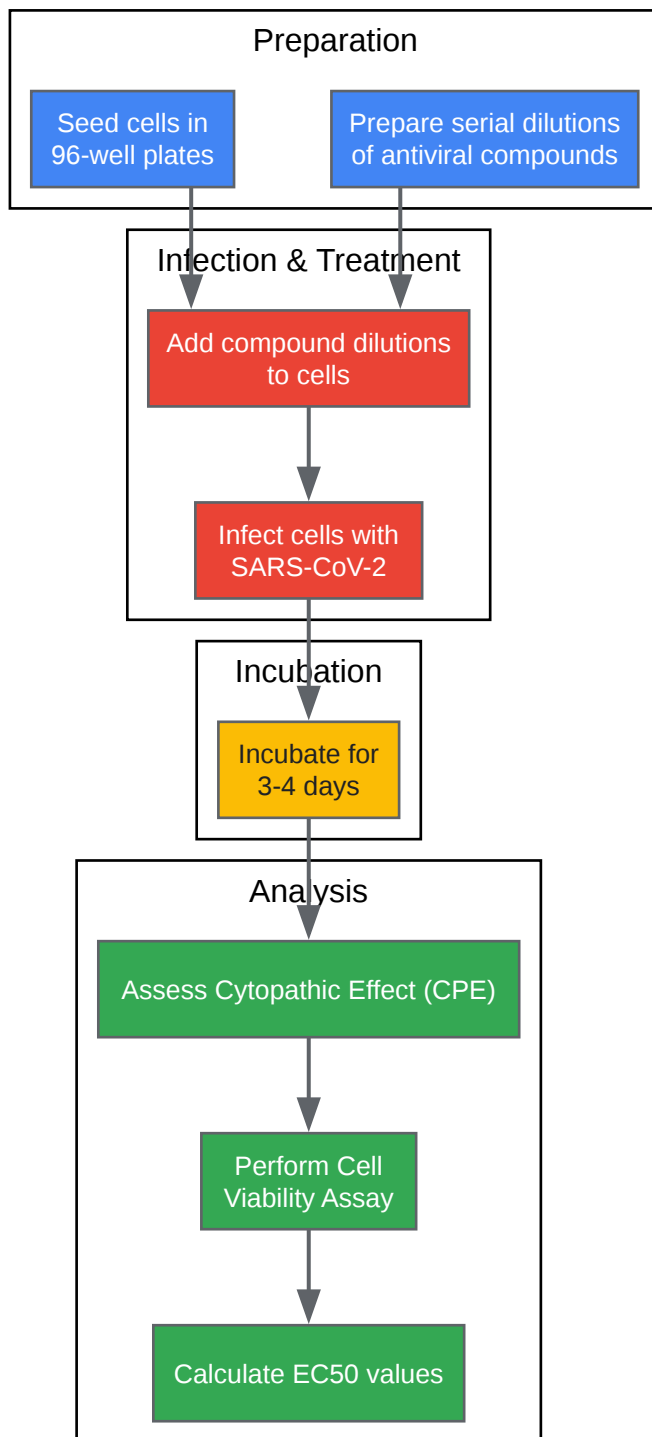 Preparation
Seed cells in
96-well plates
Prepare serial dilutions
of antiviral compounds
Infection & Treatment
Add compound dilutions
to cells
Infect cells with
SARS-CoV-2
Incubation
Incubate for
3-4 days
Analysis
Assess Cytopathic Effect (CPE)
Perform Cell
Viability Assay
Calculate EC50 values